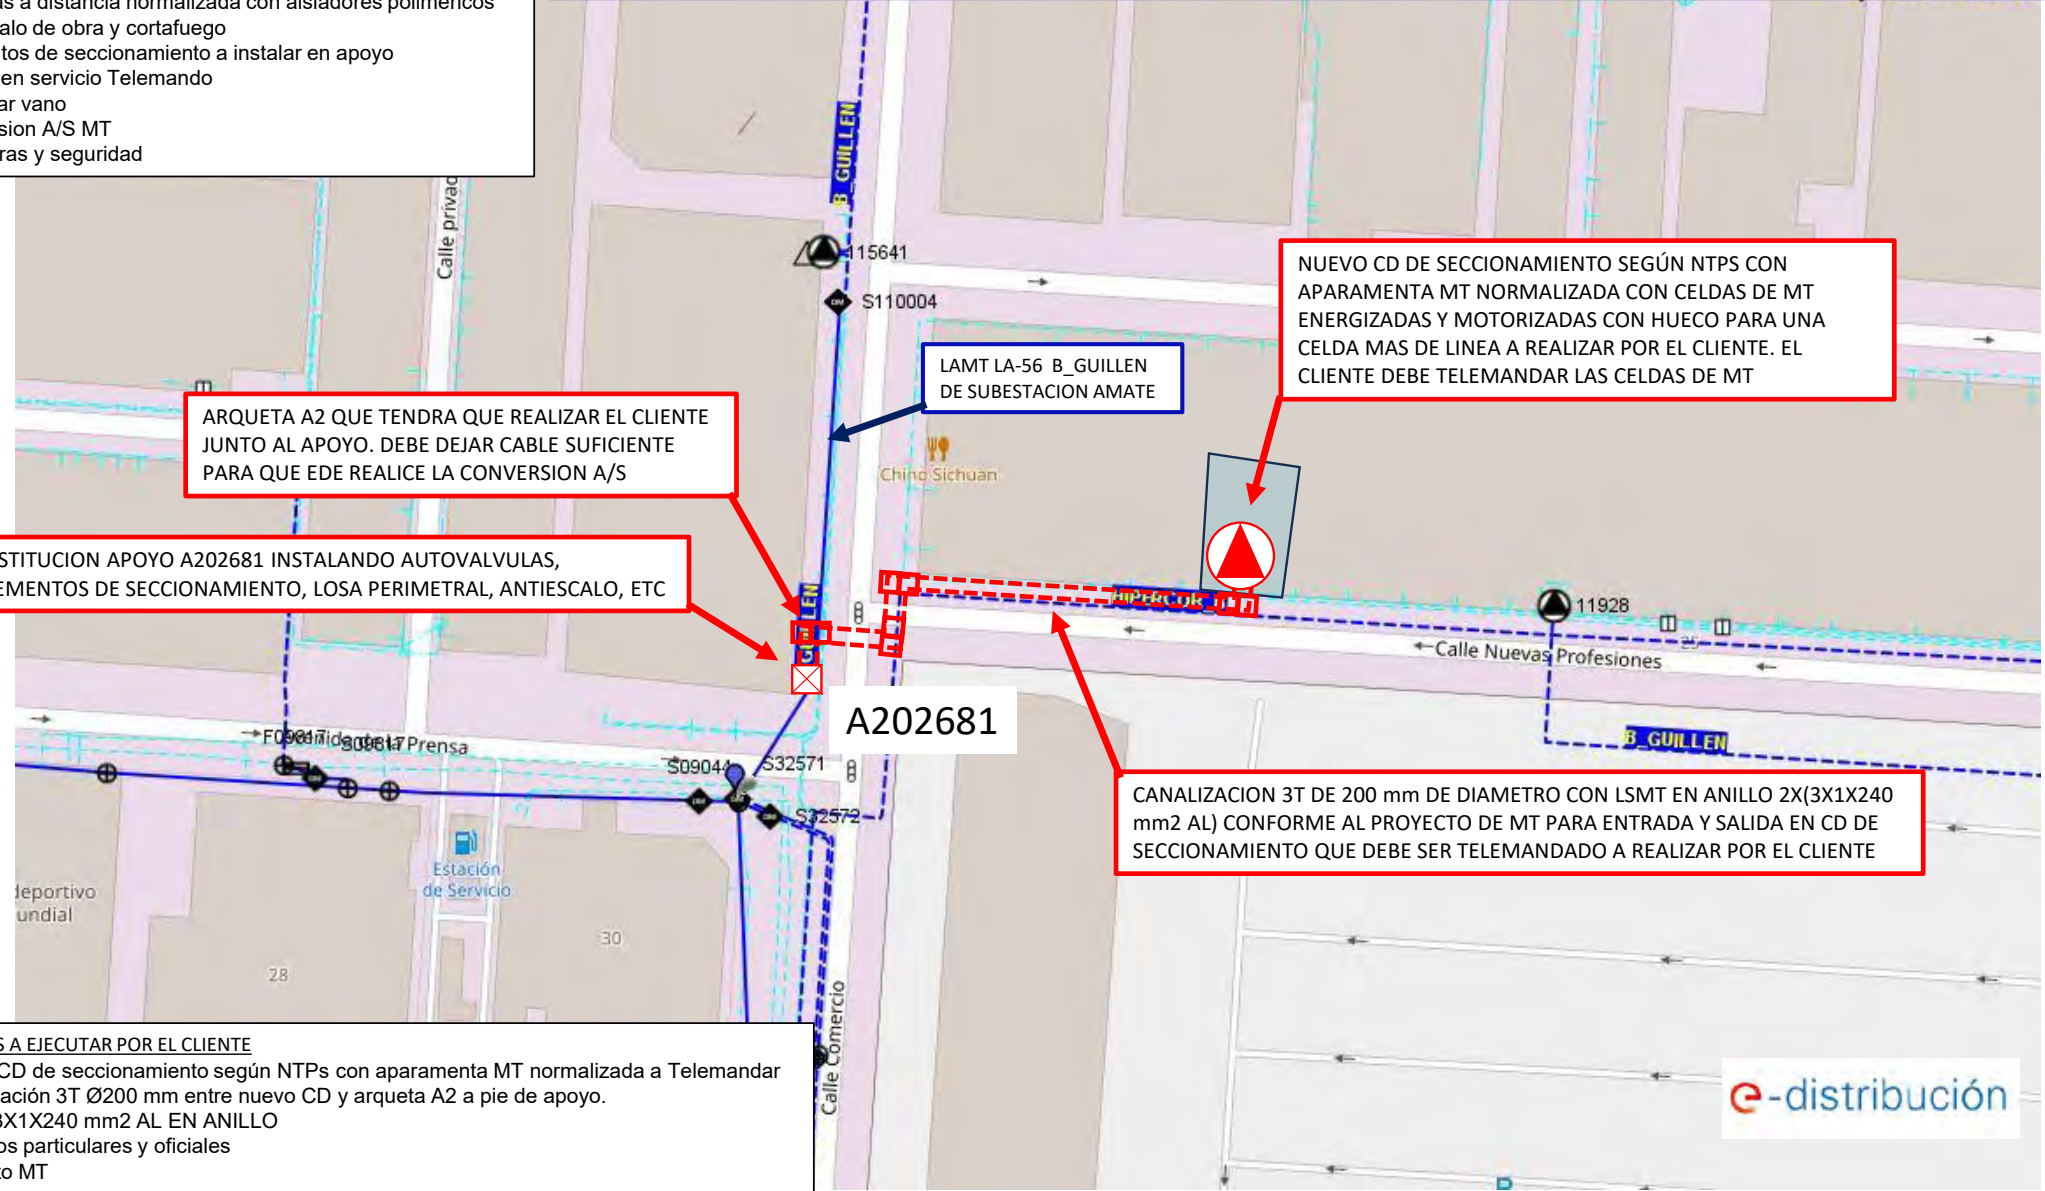 as a distancia normalizada con aisladores poliméricos
alo de obra y cortafuego
tos de seccionamiento a instalar en apoyo
en servicio Telemando
ar vano
sion A/S MT
ras y seguridad
Calle privad
B_GUILLEN
115641
S110004
NUEVO CD DE SECCIONAMIENTO SEGÚN NTPS CON
APARAMENTA MT NORMALIZADA CON CELDAS DE MT
ENERGIZADAS Y MOTORIZADAS CON HUECO PARA UNA
CELDA MAS DE LINEA A REALIZAR POR EL CLIENTE. EL
CLIENTE DEBE TELEMANDAR LAS CELDAS DE MT
LAMT LA-56 B_GUILLEN
DE SUBESTACION AMATE
ARQUETA A2 QUE TENDRA QUE REALIZAR EL CLIENTE
JUNTO AL APOYO. DEBE DEJAR CABLE SUFICIENTE
PARA QUE EDE REALICE LA CONVERSION A/S
Chino Sichuan
STITUCION APOYO A202681 INSTALANDO AUTOVALVULAS,
EMENTOS DE SECCIONAMIENTO, LOSA PERIMETRAL, ANTIESCALO, ETC
GUILLEN
HIPERCOR
11928
25
Calle Nuevas Profesiones
A202681
B_GUILLEN
F09817
S09817
Avenida de la Prensa
S09044
S32571
S32572
CANALIZACION 3T DE 200 mm DE DIAMETRO CON LSMT EN ANILLO 2X(3X1X240
mm2 AL) CONFORME AL PROYECTO DE MT PARA ENTRADA Y SALIDA EN CD DE
SECCIONAMIENTO QUE DEBE SER TELEMANDADO A REALIZAR POR EL CLIENTE
Estación
de Servicio
deportivo
undial
30
28
Calle Comercio
S A EJECUTAR POR EL CLIENTE
CD de seccionamiento según NTPs con aparamenta MT normalizada a Telemandar
ación 3T Ø200 mm entre nuevo CD y arqueta A2 a pie de apoyo.
3X1X240 mm2 AL EN ANILLO
os particulares y oficiales
to MT
e-distribución